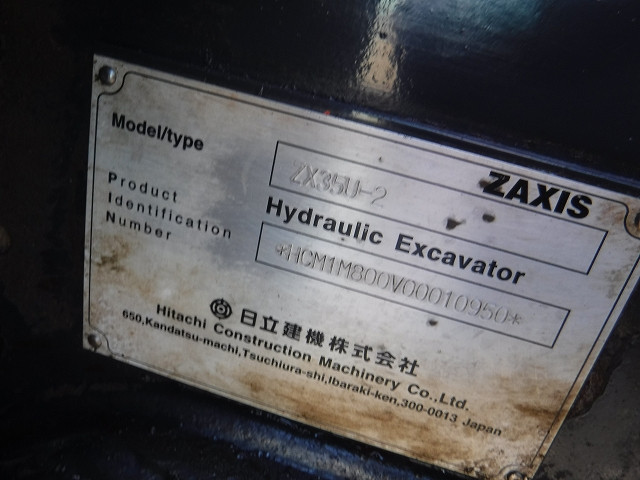 Model/type
ZX35U-2
ZAXIS
Hydraulic Excavator
Product
Identification
Number
*HCM1M800V00010950*
日立建機株式会社
Hitachi Construction Machinery Co.,Ltd.
650,Kandatsu-machi,Tsuchiura-shi,Ibaraki-ken,300-0013 Japan